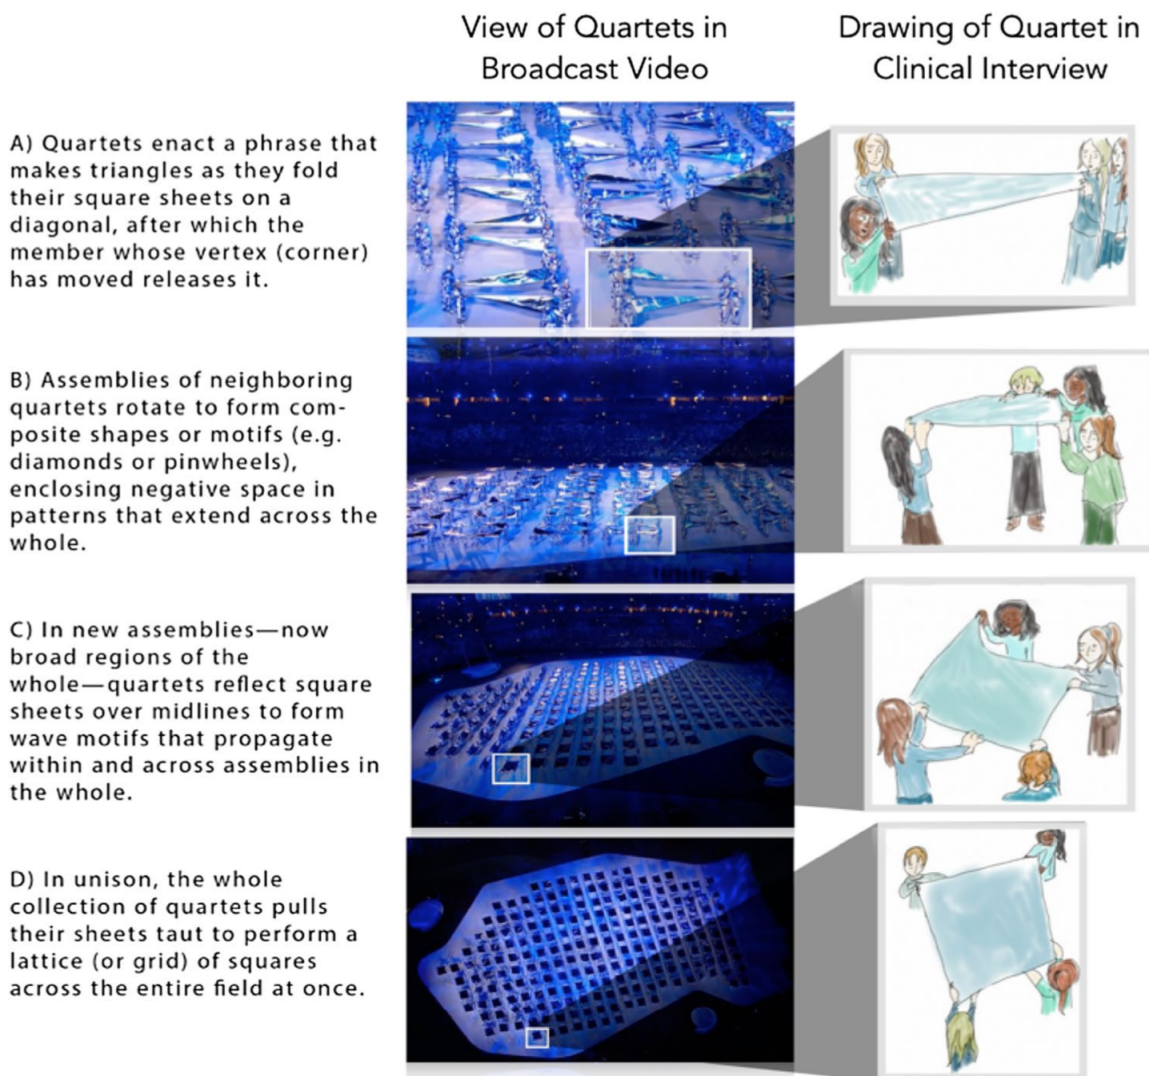 View of Quartets in
Broadcast Video
Drawing of Quartet in
Clinical Interview
A) Quartets enact a phrase that
makes triangles as they fold
their square sheets on a
diagonal, after which the
member whose vertex (corner)
has moved releases it.
B) Assemblies of neighboring
quartets rotate to form com-
posite shapes or motifs (e.g.
diamonds or pinwheels),
enclosing negative space in
patterns that extend across the
whole.
C) In new assemblies—now
broad regions of the
whole—quartets reflect square
sheets over midlines to form
wave motifs that propagate
within and across assemblies in
the whole.
D) In unison, the whole
collection of quartets pulls
their sheets taut to perform a
lattice (or grid) of squares
across the entire field at once.